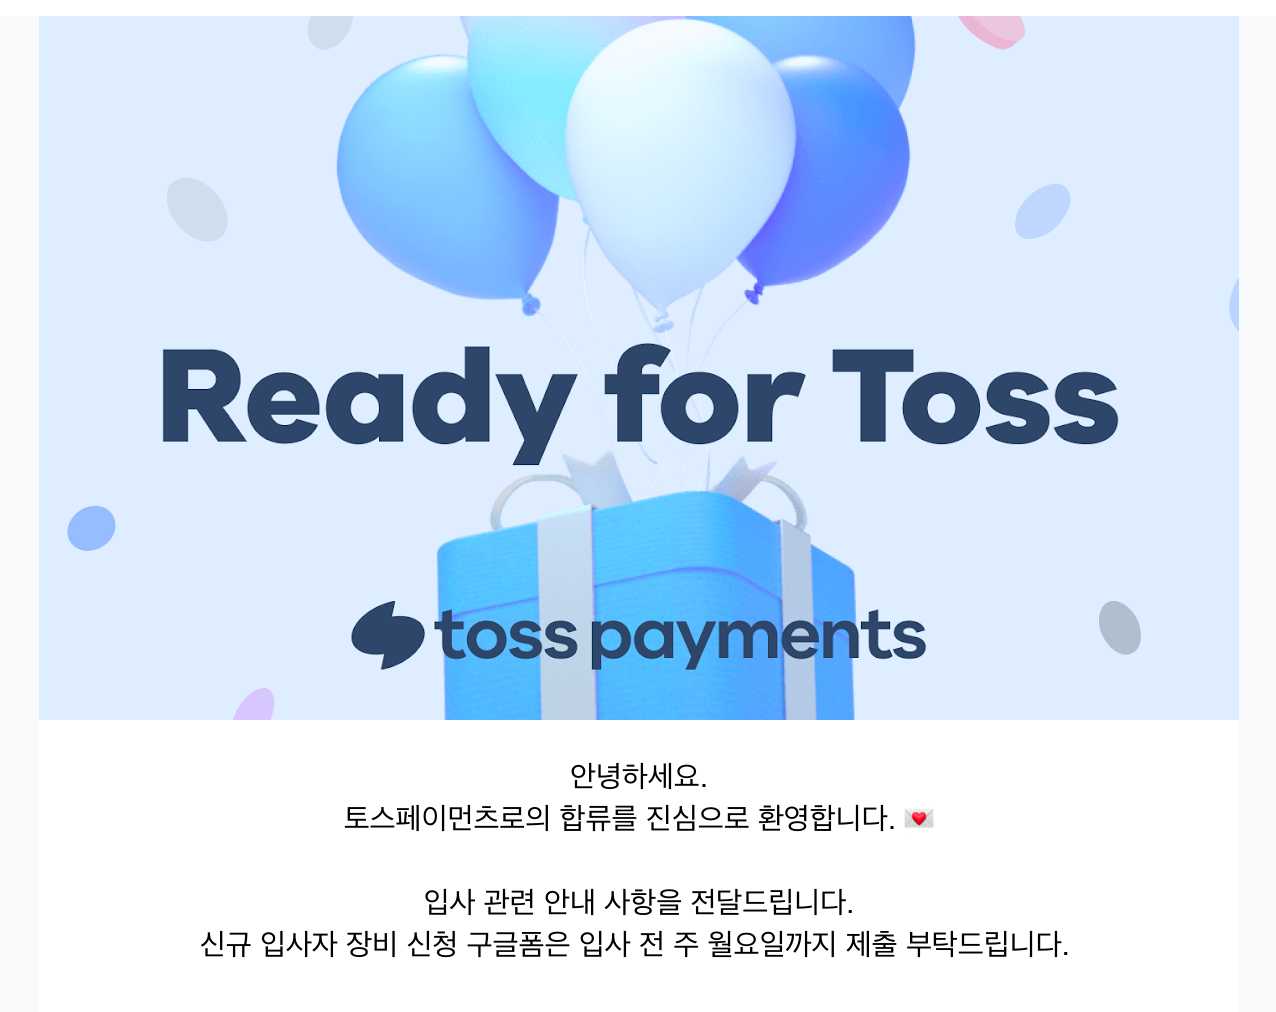 Ready for Toss
toss payments
안녕하세요.
토스페이먼츠로의 합류를 진심으로 환영합니다. 💌
입사 관련 안내 사항을 전달드립니다.
신규 입사자 장비 신청 구글폼은 입사 전 주 월요일까지 제출 부탁드립니다.